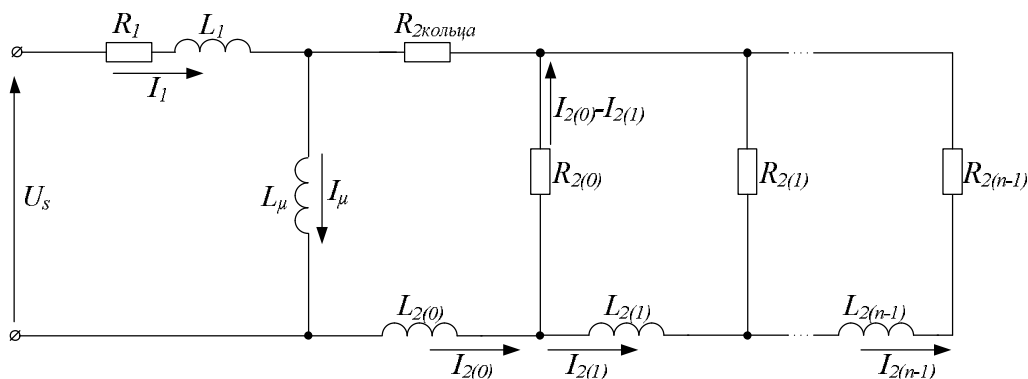 R1 L1 R2кольца
I1 I2(0)-I2(1)
Us Lμ Iμ R2(0) R2(1) R2(n-1)
L2(0) L2(1) L2(n-1)
I2(0) I2(1) I2(n-1)